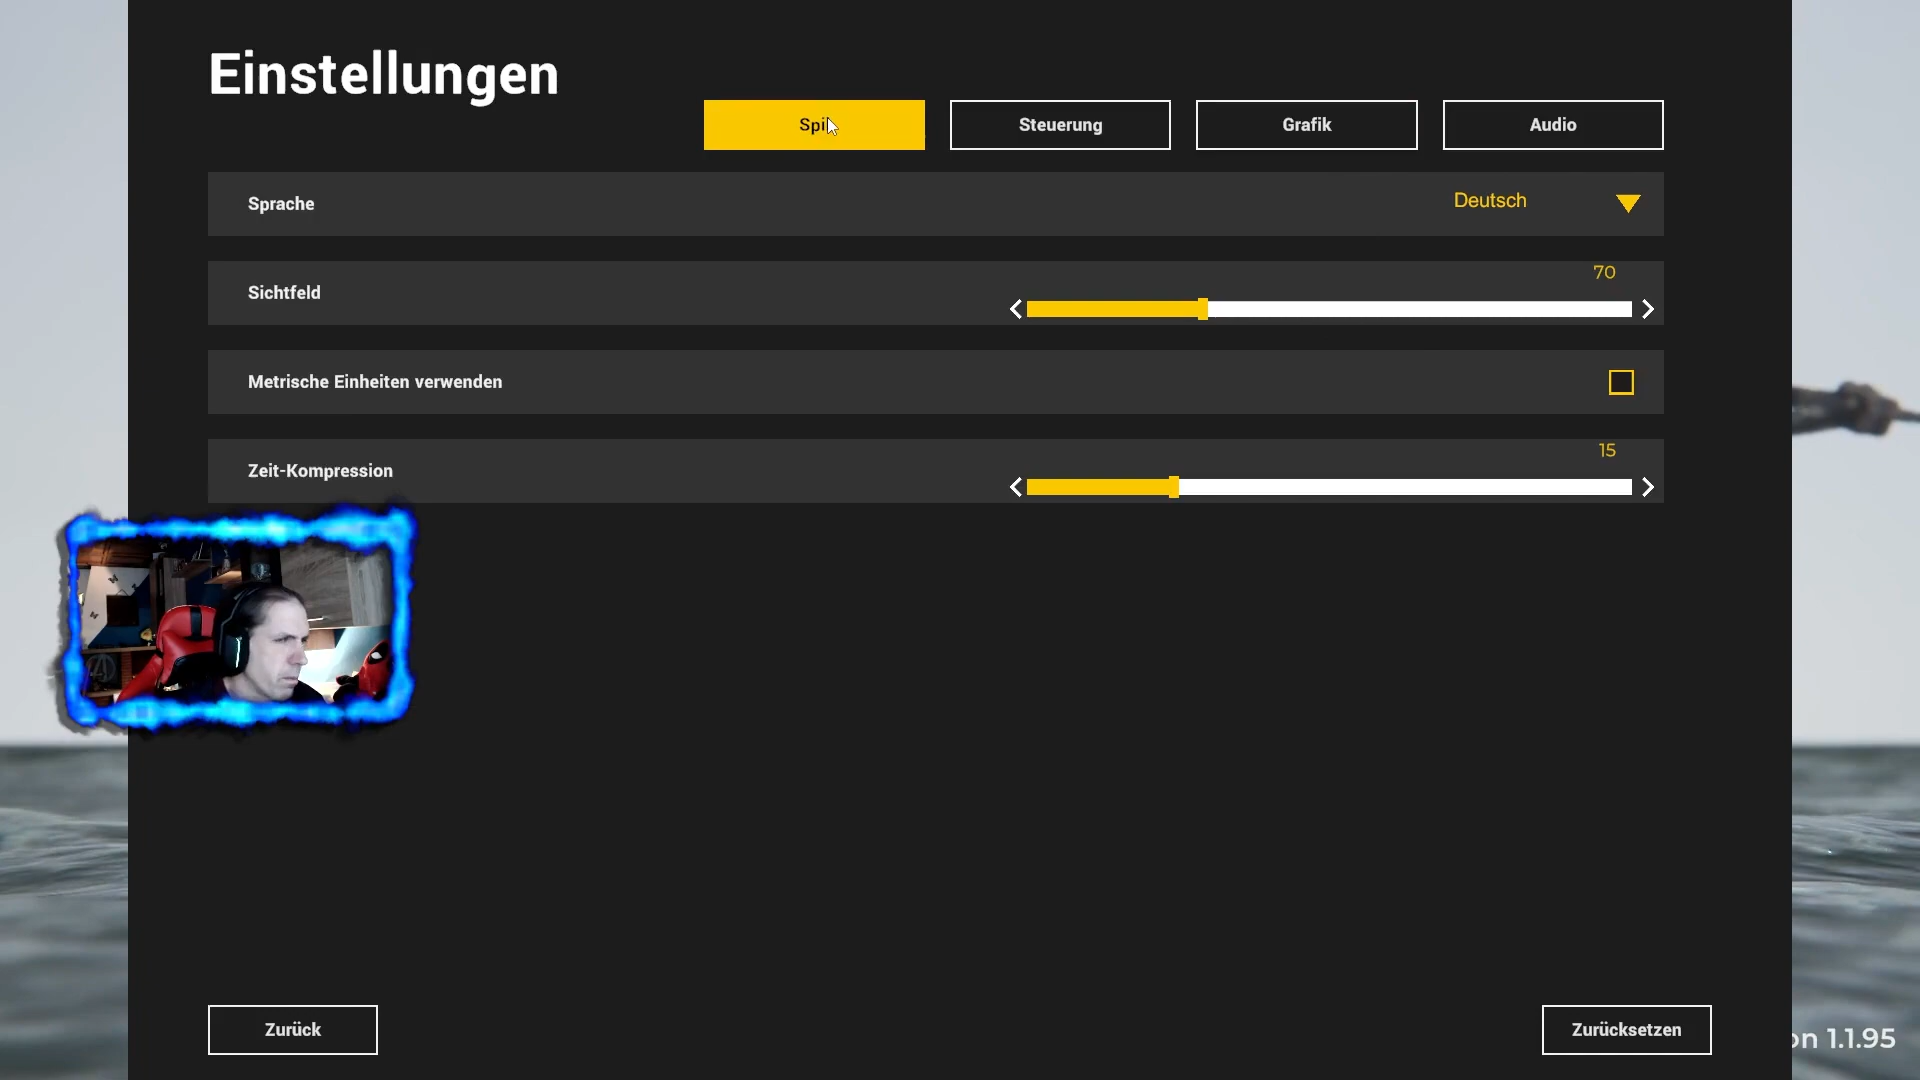 Einstellungen
Steuerung
Grafik
Audio
Sprache
Deutsch
Sichtfeld
70
Metrische Einheiten verwenden
Zeit-Kompression
15
Zurück
Zurücksetzen
on 1.1.95